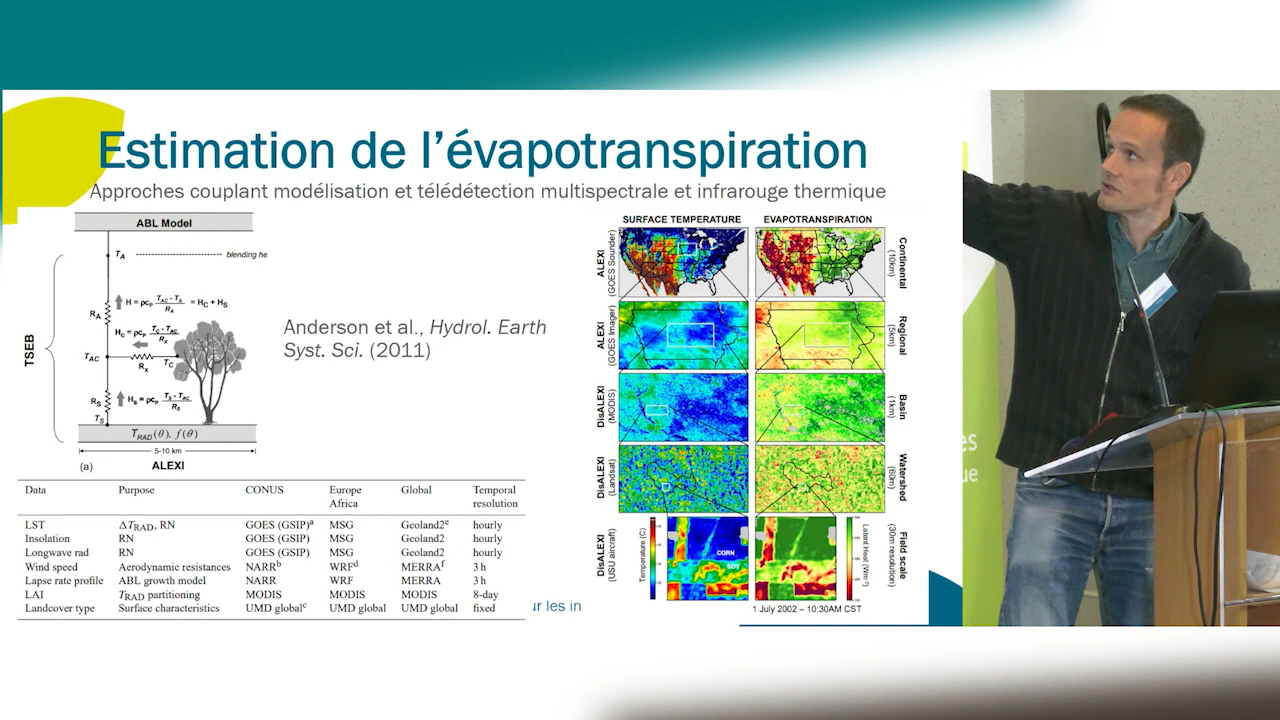 Estimation de l'évapotranspiration
Approches couplant modélisation et télédétection multispectrale et infrarouge thermique
ABL Model
T_A
blending he
H = ρc_P (T_AC - T_A)/R_A = H_C + H_S
R_A
H_C = ρc_P (T_C - T_AC)/R_X
TSEB
T_AC
R_X
T_C
R_S
H_S = ρc_P (T_S - T_AC)/R_S
T_S
T_RAD(θ), f(θ)
5-10 km
(a)
ALEXI
Anderson et al., Hydrol. Earth
Syst. Sci. (2011)
Data Purpose CONUS Europe Africa Global Temporal resolution
LST ΔT_RAD, RN GOES (GSIP)^a MSG Geoland2^e hourly
Insolation RN GOES (GSIP) MSG Geoland2 hourly
Longwave rad RN GOES (GSIP) MSG Geoland2 hourly
Wind speed Aerodynamic resistances NARR^b WRF^d MERRA^f 3 h
Lapse rate profile ABL growth model NARR WRF MERRA 3 h
LAI T_RAD partitioning MODIS MODIS MODIS 8-day
Landcover type Surface characteristics UMD global^c UMD global UMD global fixed
ur les in
SURFACE TEMPERATURE
EVAPOTRANSPIRATION
ALEXI
(GOES Sounder)
Continental
(10km)
ALEXI
(GOES Imager)
Regional
(5km)
DisALEXI
(MODIS)
Basin
(1km)
DisALEXI
(Landsat)
Watershed
(60m)
DisALEXI
(USU aircraft)
Temperature (C)
CORN
SOY
Latent Heat (Wm-2)
Field scale
(30m resolution)
1 July 2002 – 10:30AM CST
es
ue